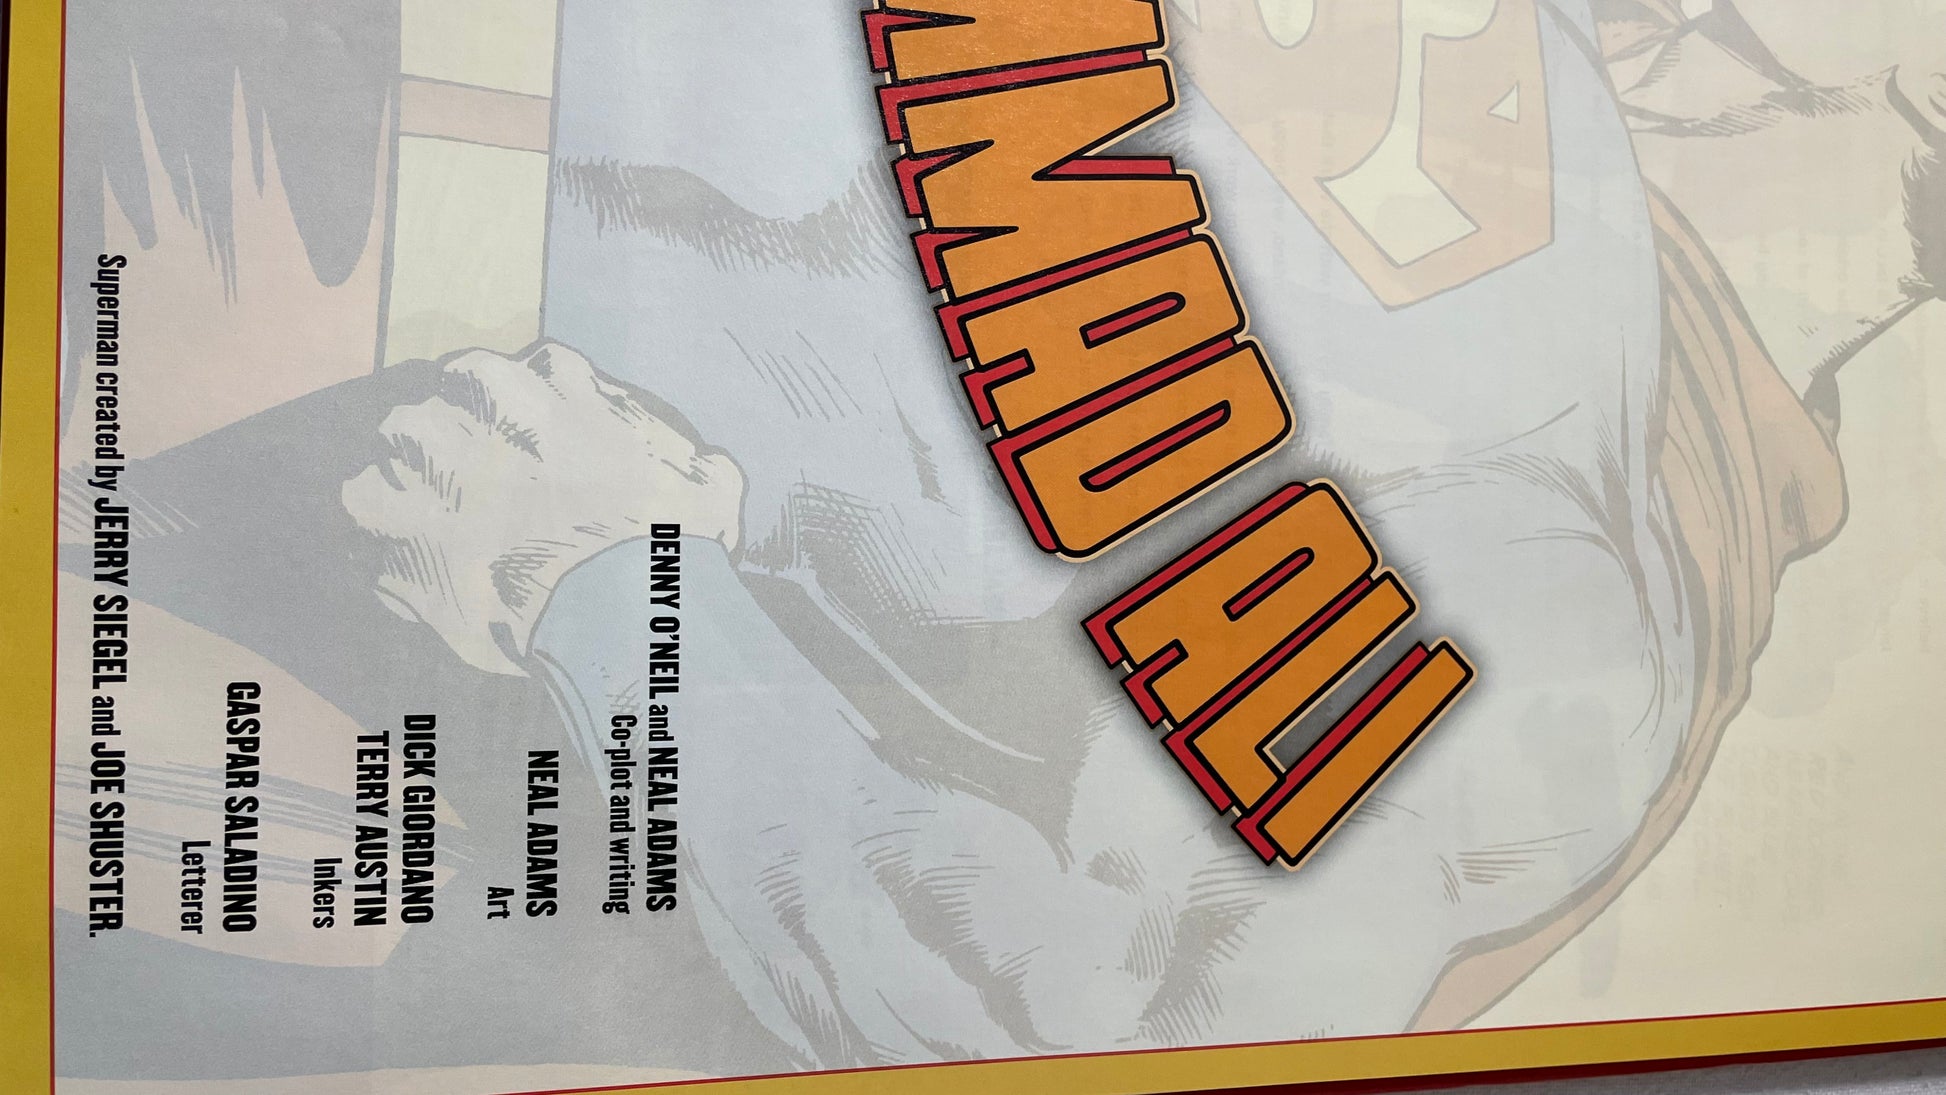 MAD ALI
DENNY O'NEIL and NEAL ADAMS
Co-plot and writing
NEAL ADAMS
Art
DICK GIORDANO
TERRY AUSTIN
Inkers
GASPAR SALADINO
Letterer
Superman created by JERRY SIEGEL and JOE SHUSTER.